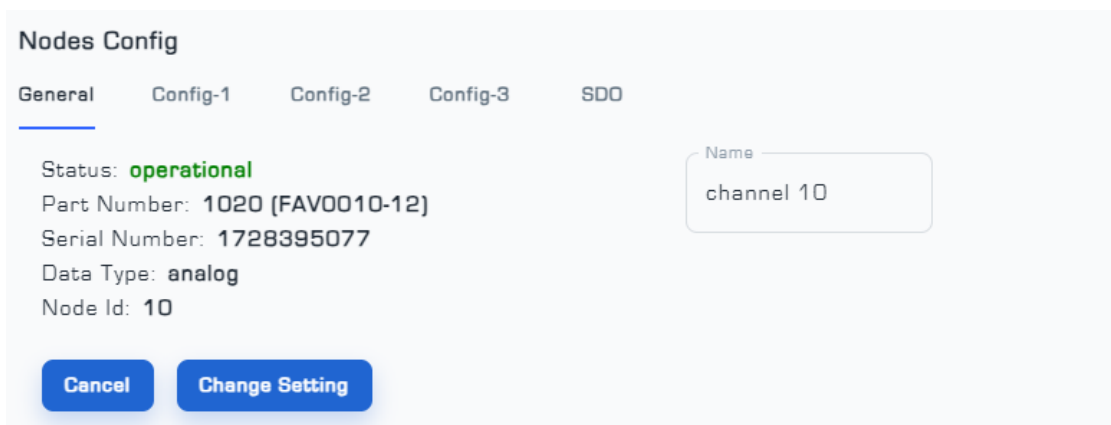 Nodes Config
General Config-1 Config-2 Config-3 SDO
Status: operational
Part Number: 1020 (FAV0010-12)
Serial Number: 1728395077
Data Type: analog
Node Id: 10
Name
channel 10
Cancel Change Setting